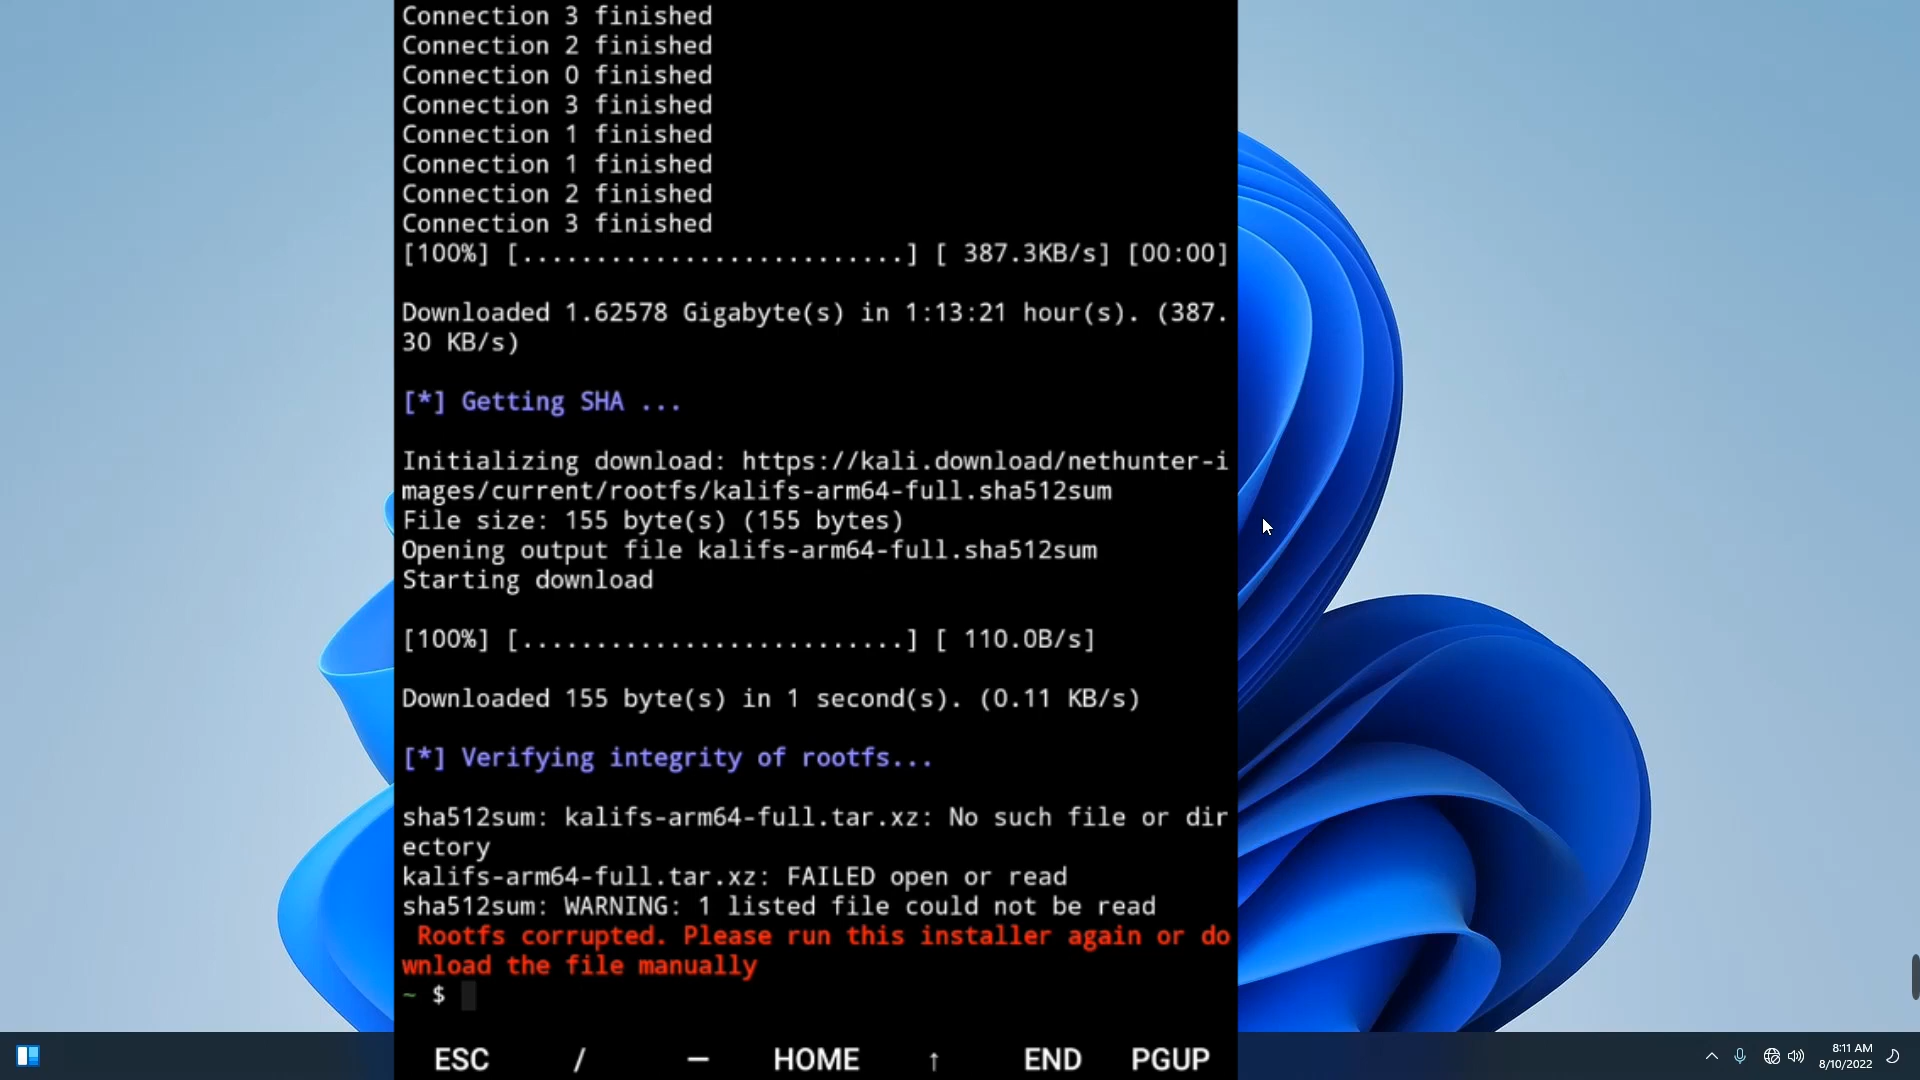 Connection 3 finished
Connection 2 finished
Connection 0 finished
Connection 3 finished
Connection 1 finished
Connection 1 finished
Connection 2 finished
Connection 3 finished
[100%] [..........................] [ 387.3KB/s] [00:00]
Downloaded 1.62578 Gigabyte(s) in 1:13:21 hour(s). (387.
30 KB/s)
[*] Getting SHA ...
Initializing download: https://kali.download/nethunter-i
mages/current/rootfs/kalifs-arm64-full.sha512sum
File size: 155 byte(s) (155 bytes)
Opening output file kalifs-arm64-full.sha512sum
Starting download
[100%] [..........................] [ 110.0B/s]
Downloaded 155 byte(s) in 1 second(s). (0.11 KB/s)
[*] Verifying integrity of rootfs...
sha512sum: kalifs-arm64-full.tar.xz: No such file or dir
ectory
kalifs-arm64-full.tar.xz: FAILED open or read
sha512sum: WARNING: 1 listed file could not be read
Rootfs corrupted. Please run this installer again or do
wnload the file manually
~ $
ESC / — HOME ↑ END PGUP
8:11 AM
8/10/2022